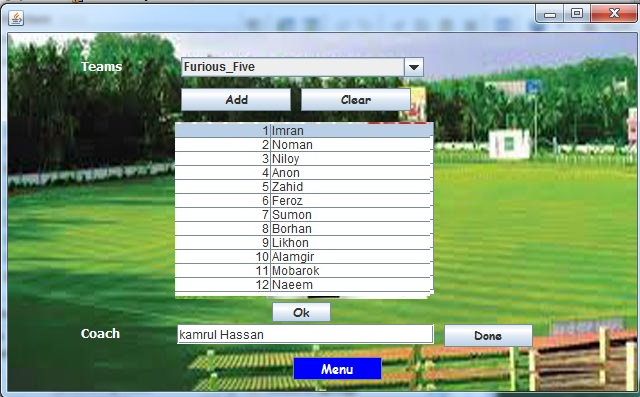 Teams Furious_Five
Add Clear
1 Imran
2 Noman
3 Niloy
4 Anon
5 Zahid
6 Feroz
7 Sumon
8 Borhan
9 Likhon
10 Alamgir
11 Mobarok
12 Naeem
Ok
Coach kamrul Hassan Done
Menu